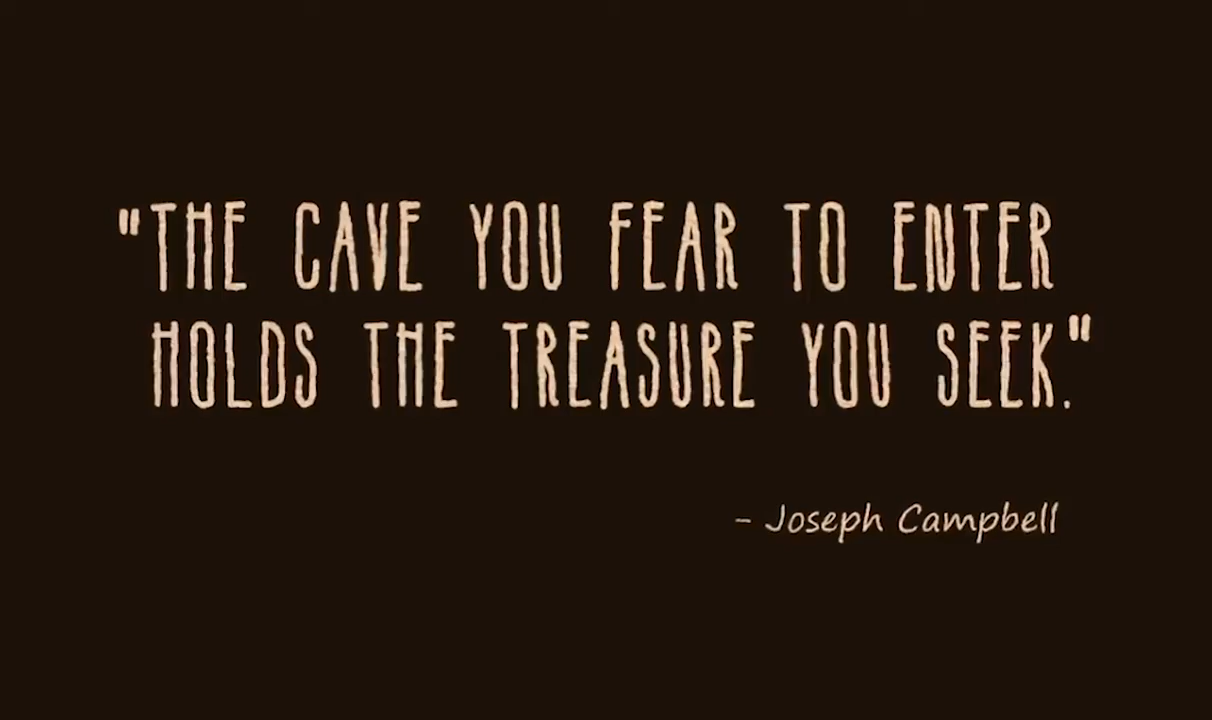 "THE CAVE YOU FEAR TO ENTER
HOLDS THE TREASURE YOU SEEK."
- Joseph Campbell